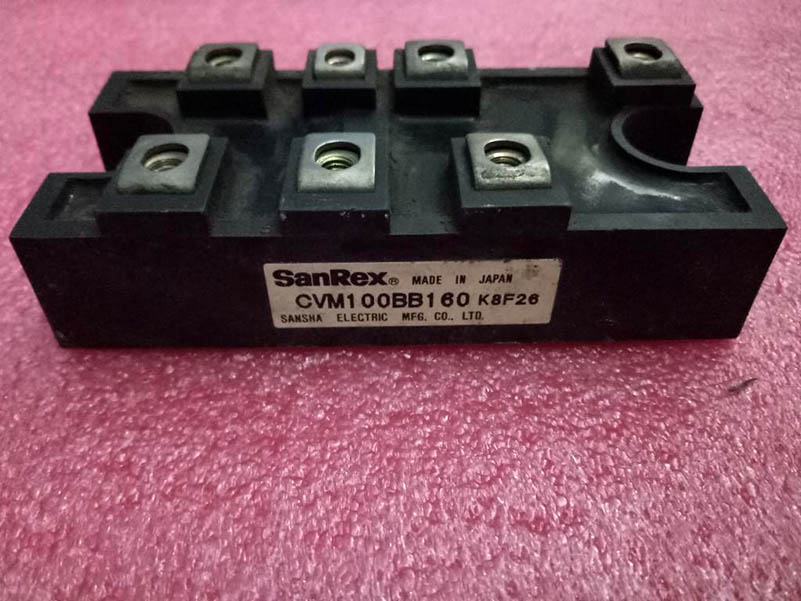 SanRex® MADE IN JAPAN
CVM100BB160 K8F26
SANSHA ELECTRIC MFG. CO., LTD.